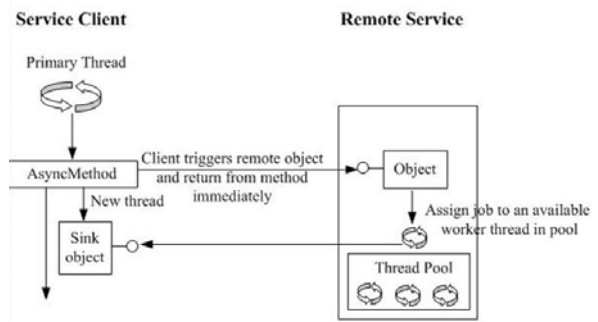 Service Client
Remote Service
Primary Thread
AsyncMethod
Client triggers remote object
and return from method
immediately
Object
New thread
Assign job to an available
worker thread in pool
Sink
object
Thread Pool